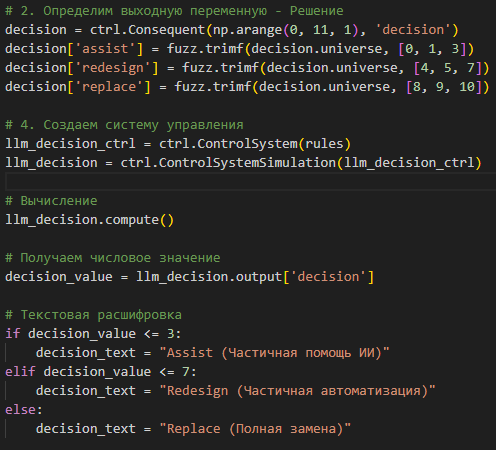 # 2. Определим выходную переменную - Решение
decision = ctrl.Consequent(np.arange(0, 11, 1), 'decision')
decision['assist'] = fuzz.trimf(decision.universe, [0, 1, 3])
decision['redesign'] = fuzz.trimf(decision.universe, [4, 5, 7])
decision['replace'] = fuzz.trimf(decision.universe, [8, 9, 10])
# 4. Создаем систему управления
llm_decision_ctrl = ctrl.ControlSystem(rules)
llm_decision = ctrl.ControlSystemSimulation(llm_decision_ctrl)
# Вычисление
llm_decision.compute()
# Получаем числовое значение
decision_value = llm_decision.output['decision']
# Текстовая расшифровка
if decision_value <= 3:
    decision_text = "Assist (Частичная помощь ИИ)"
elif decision_value <= 7:
    decision_text = "Redesign (Частичная автоматизация)"
else:
    decision_text = "Replace (Полная замена)"